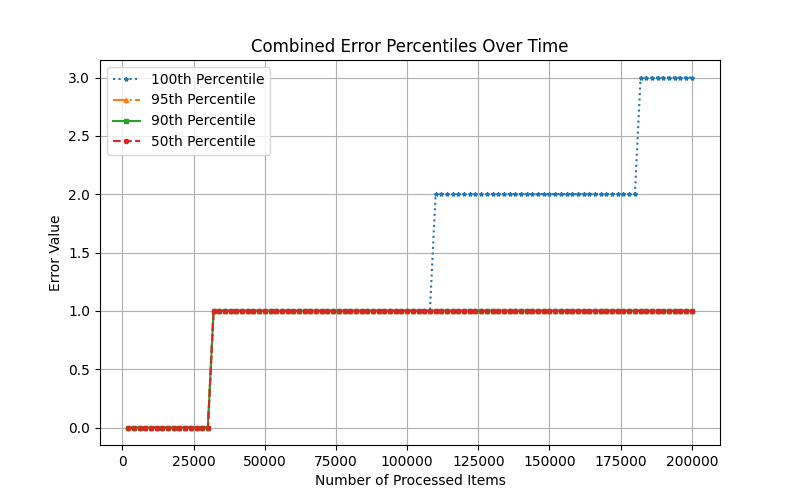 Combined Error Percentiles Over Time
100th Percentile
95th Percentile
90th Percentile
50th Percentile
Error Value
3.0
2.5
2.0
1.5
1.0
0.5
0.0
0 25000 50000 75000 100000 125000 150000 175000 200000
Number of Processed Items